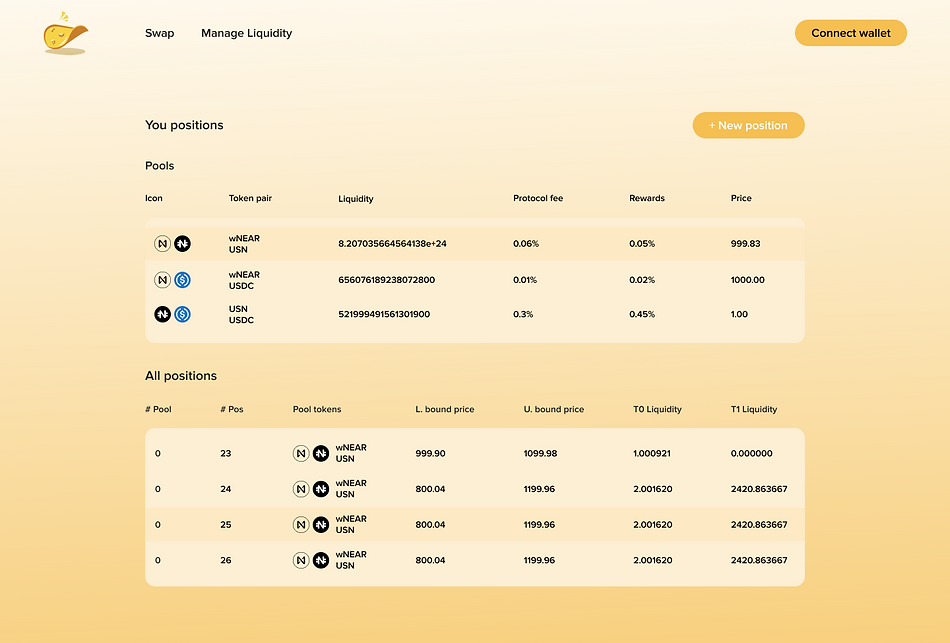 Swap Manage Liquidity Connect wallet
You positions + New position
Pools
Icon Token pair Liquidity Protocol fee Rewards Price
wNEAR
USN 8.207035664564138e+24 0.06% 0.05% 999.83
wNEAR
USDC 656076189238072800 0.01% 0.02% 1000.00
USN
USDC 521999491561301900 0.3% 0.45% 1.00
All positions
# Pool # Pos Pool tokens L. bound price U. bound price T0 Liquidity T1 Liquidity
0 23 wNEAR
USN 999.90 1099.98 1.000921 0.000000
0 24 wNEAR
USN 800.04 1199.96 2.001620 2420.863667
0 25 wNEAR
USN 800.04 1199.96 2.001620 2420.863667
0 26 wNEAR
USN 800.04 1199.96 2.001620 2420.863667